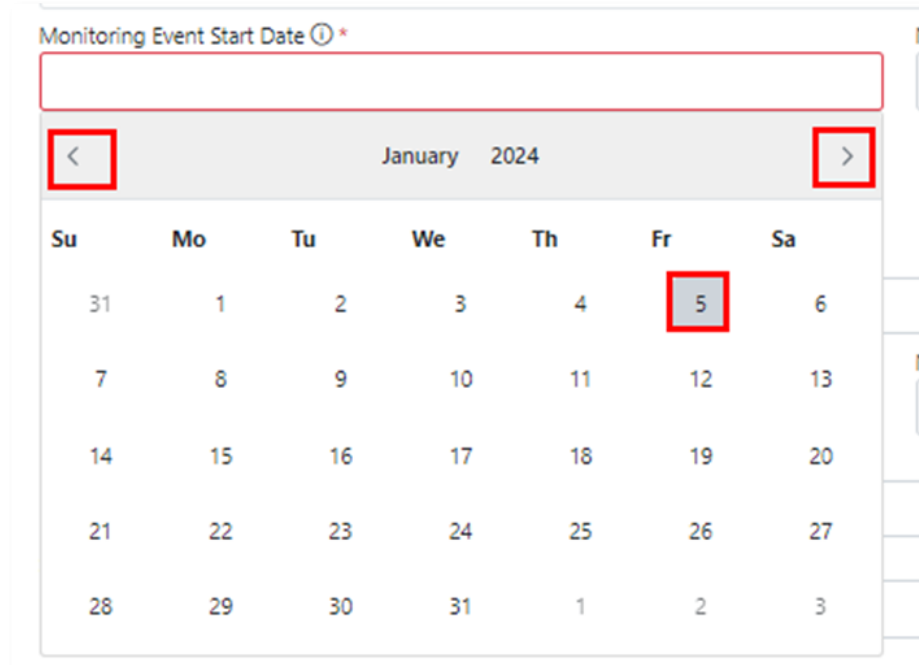 Monitoring Event Start Date ⓘ *
January 2024
Su Mo Tu We Th Fr Sa
31 1 2 3 4 5 6
7 8 9 10 11 12 13
14 15 16 17 18 19 20
21 22 23 24 25 26 27
28 29 30 31 1 2 3